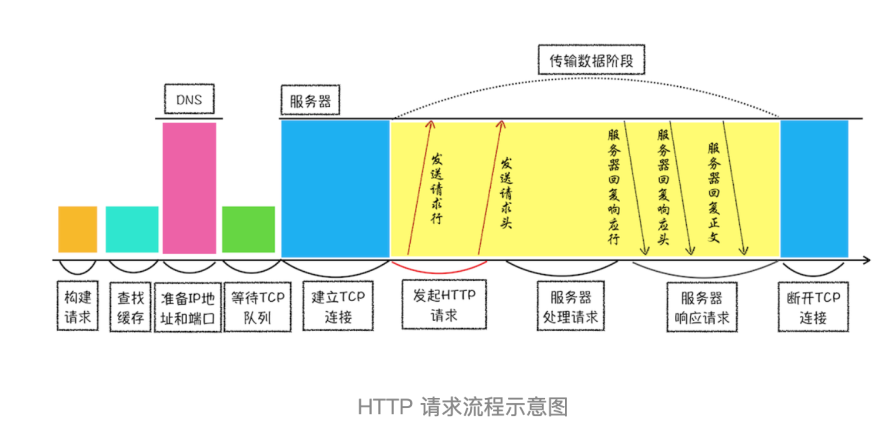 传输数据阶段
DNS
服务器
发送请求行
发送请求头
服务器回复响应行
服务器回复响应头
服务器回复正文
构建
请求
查找
缓存
准备IP地
址和端口
等待TCP
队列
建立TCP
连接
发起HTTP
请求
服务器
处理请求
服务器
响应请求
断开TCP
连接
HTTP 请求流程示意图